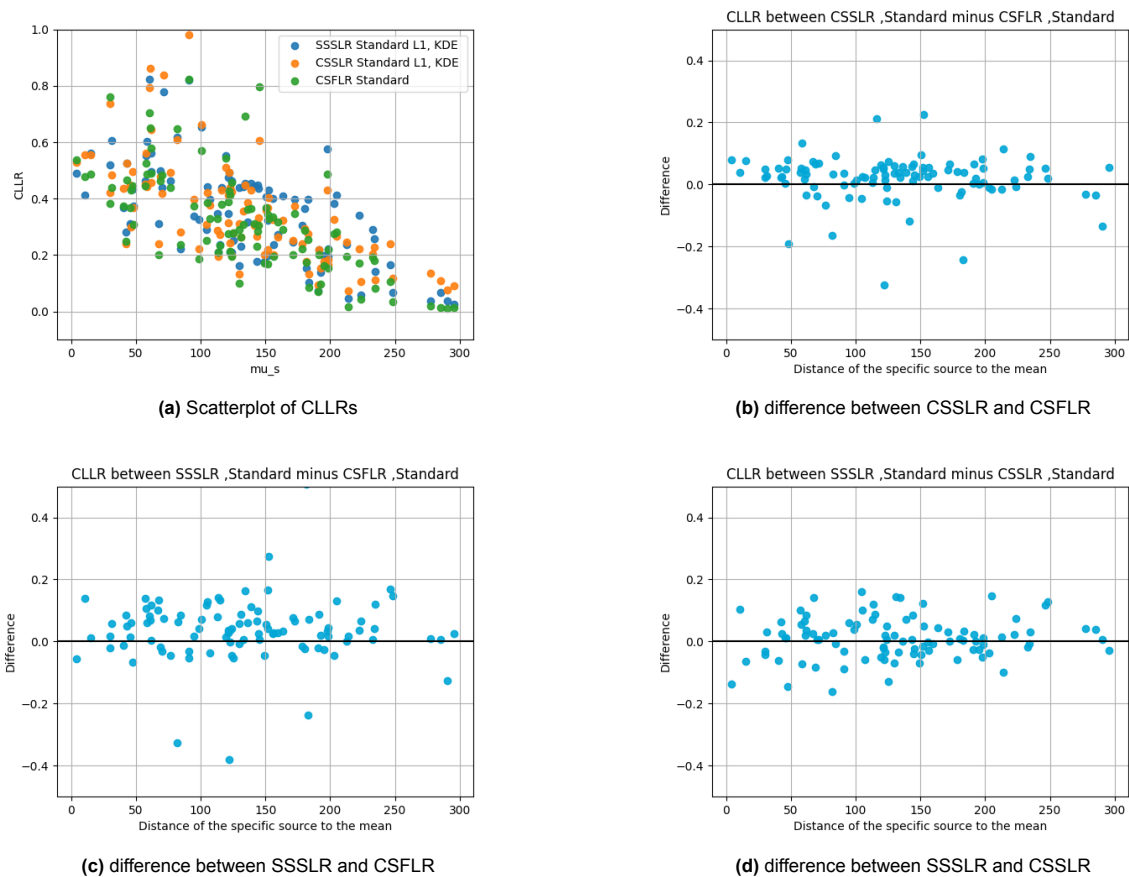 SSSLR Standard L1, KDE
CSSLR Standard L1, KDE
CSFLR Standard
1.0
0.8
0.6
0.4
0.2
0.0
CLLR
0 50 100 150 200 250 300
mu_s
(a) Scatterplot of CLLRs
CLLR between CSSLR ,Standard minus CSFLR ,Standard
0.4
0.2
0.0
−0.2
−0.4
Difference
0 50 100 150 200 250 300
Distance of the specific source to the mean
(b) difference between CSSLR and CSFLR
CLLR between SSSLR ,Standard minus CSFLR ,Standard
0.4
0.2
0.0
−0.2
−0.4
Difference
0 50 100 150 200 250 300
Distance of the specific source to the mean
(c) difference between SSSLR and CSFLR
CLLR between SSSLR ,Standard minus CSSLR ,Standard
0.4
0.2
0.0
−0.2
−0.4
Difference
0 50 100 150 200 250 300
Distance of the specific source to the mean
(d) difference between SSSLR and CSSLR